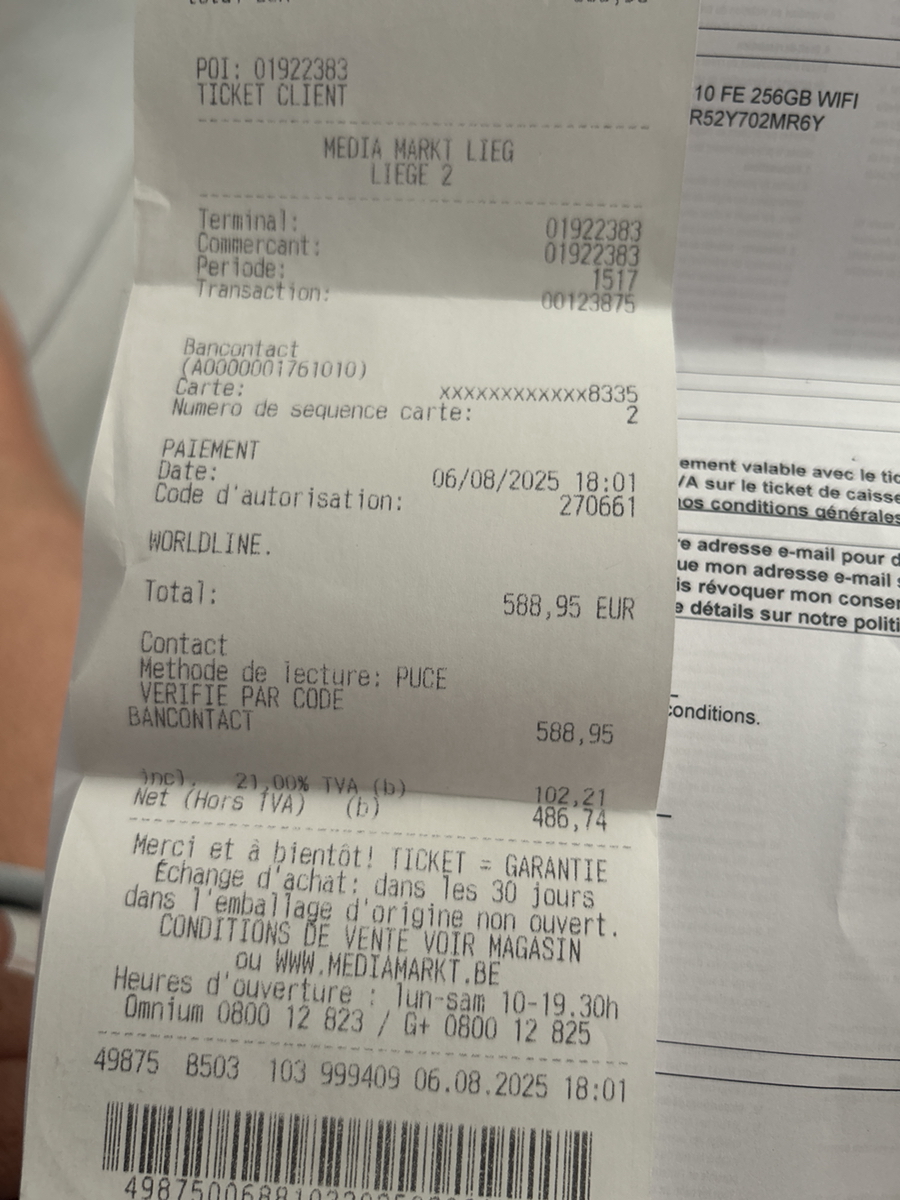 POI: 01922383
TICKET CLIENT
MEDIA MARKT LIEG
LIEGE 2
Terminal: 01922383
Commercant: 01922383
Periode: 1517
Transaction: 00123875
Bancontact
(A0000001761010)
Carte: xxxxxxxxxxxx8335
Numero de sequence carte: 2
PAIEMENT
Date: 06/08/2025 18:01
Code d'autorisation: 270661
WORLDLINE.
Total: 588,95 EUR
Contact
Methode de lecture: PUCE
VERIFIE PAR CODE
BANCONTACT 588,95
incl. 21,00% TVA (b) 102,21
Net (Hors TVA) (b) 486,74
Merci et à bientôt! TICKET = GARANTIE
Échange d'achat: dans les 30 jours
dans l'emballage d'origine non ouvert.
CONDITIONS DE VENTE VOIR MAGASIN
ou WWW.MEDIAMARKT.BE
Heures d'ouverture : lun-sam 10-19.30h
Omnium 0800 12 823 / G+ 0800 12 825
49875 B503 103 999409 06.08.2025 18:01
10 FE 256GB WIFI
R52Y702MR6Y
ement valable avec le tic
/A sur le ticket de caisse
nos conditions générales
e adresse e-mail pour d
ue mon adresse e-mail s
is révoquer mon conse
e détails sur notre politi
conditions.